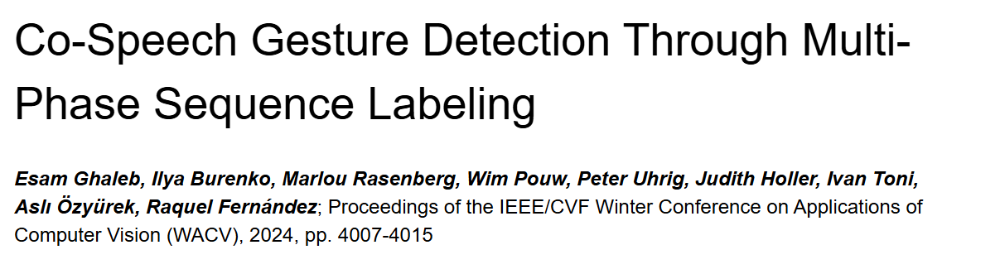 Co-Speech Gesture Detection Through Multi-
Phase Sequence Labeling
Esam Ghaleb, Ilya Burenko, Marlou Rasenberg, Wim Pouw, Peter Uhrig, Judith Holler, Ivan Toni,
Aslı Özyürek, Raquel Fernández; Proceedings of the IEEE/CVF Winter Conference on Applications of
Computer Vision (WACV), 2024, pp. 4007-4015